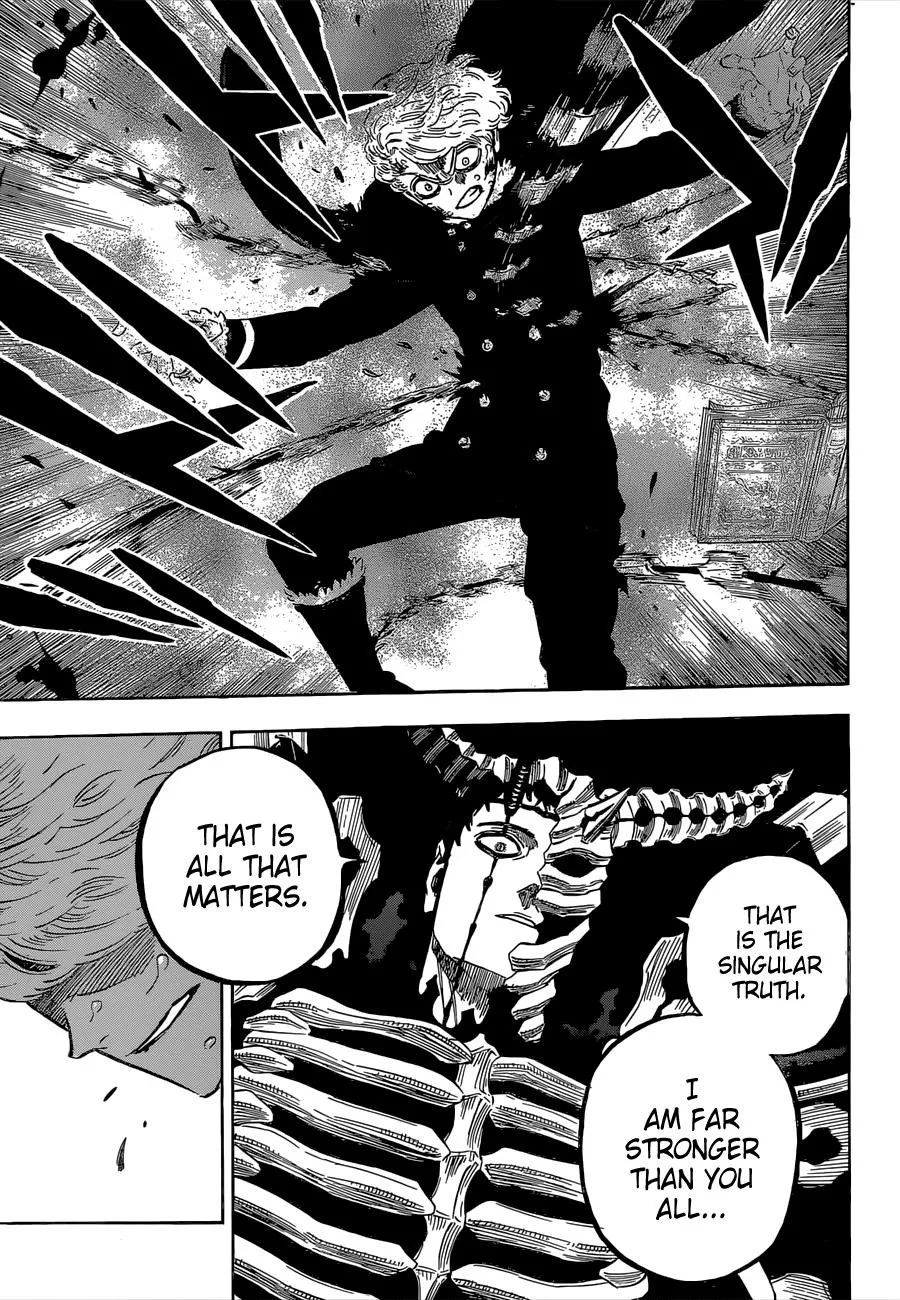 THAT
IS THE
SINGULAR
TRUTH.
I
AM FAR
STRONGER
THAN YOU
ALL...
THAT IS
ALL THAT
MATTERS.